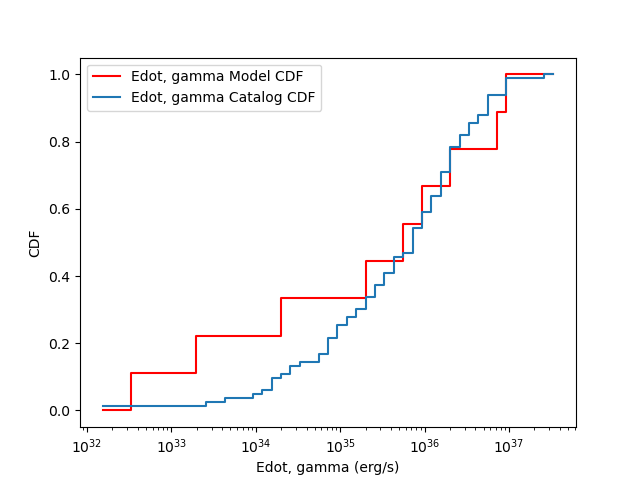 Edot, gamma Model CDF
Edot, gamma Catalog CDF
1.0
0.8
0.6
0.4
0.2
0.0
CDF
10^32 10^33 10^34 10^35 10^36 10^37
Edot, gamma (erg/s)